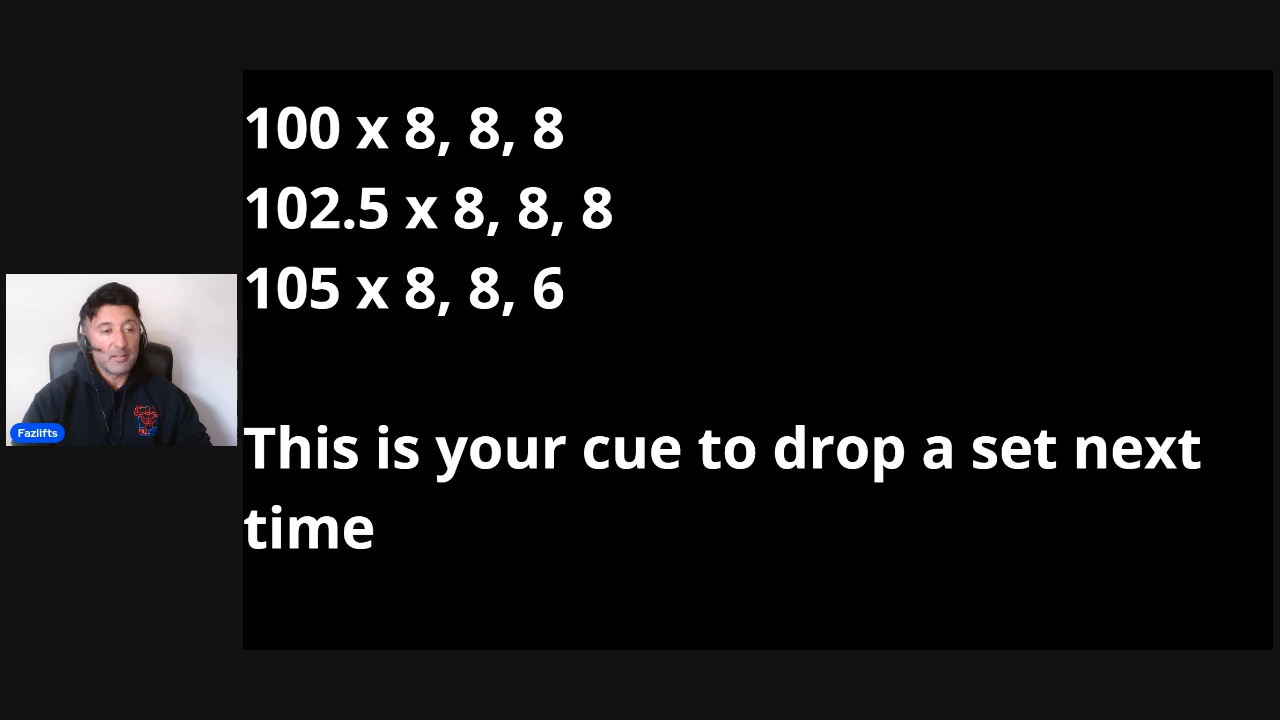 100 x 8, 8, 8
102.5 x 8, 8, 8
105 x 8, 8, 6
This is your cue to drop a set next
time
Fazlifts